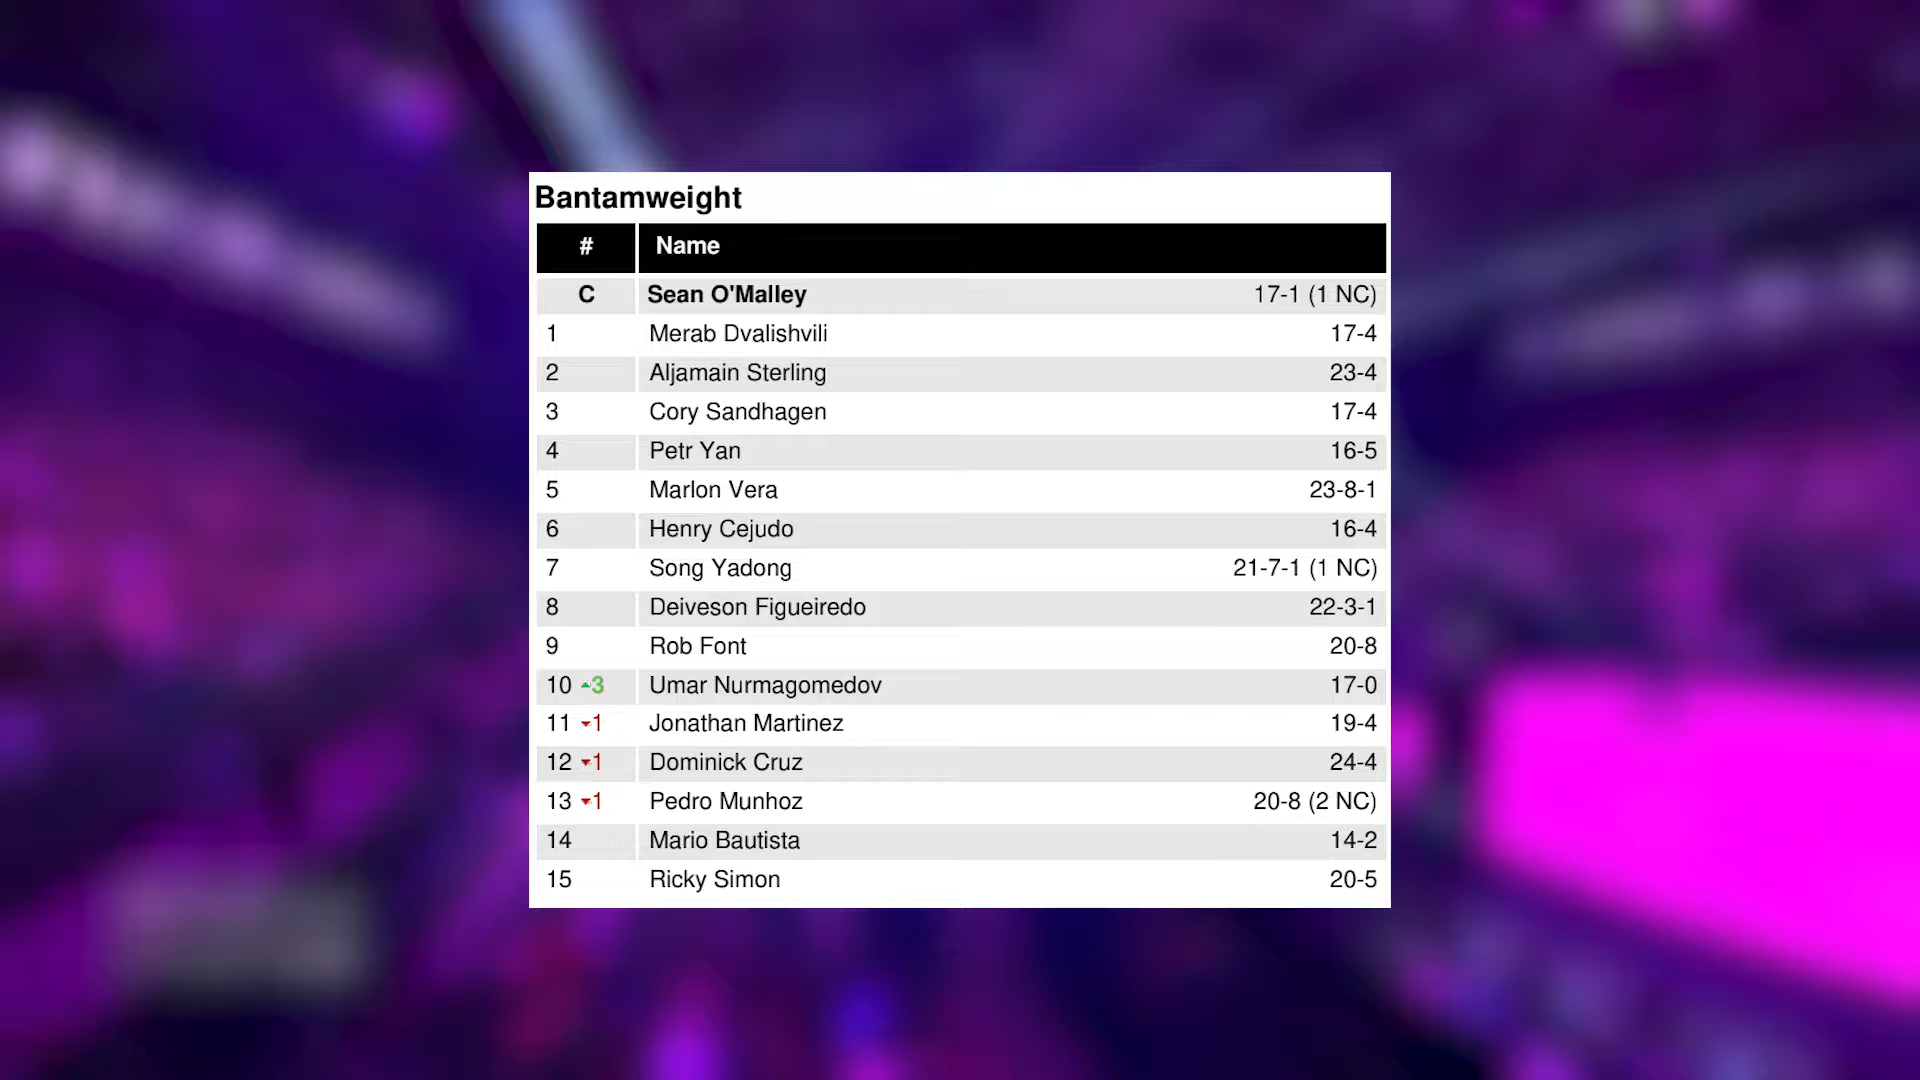 Bantamweight
# Name
C Sean O'Malley 17-1 (1 NC)
1 Merab Dvalishvili 17-4
2 Aljamain Sterling 23-4
3 Cory Sandhagen 17-4
4 Petr Yan 16-5
5 Marlon Vera 23-8-1
6 Henry Cejudo 16-4
7 Song Yadong 21-7-1 (1 NC)
8 Deiveson Figueiredo 22-3-1
9 Rob Font 20-8
10 3 Umar Nurmagomedov 17-0
11 1 Jonathan Martinez 19-4
12 1 Dominick Cruz 24-4
13 1 Pedro Munhoz 20-8 (2 NC)
14 Mario Bautista 14-2
15 Ricky Simon 20-5